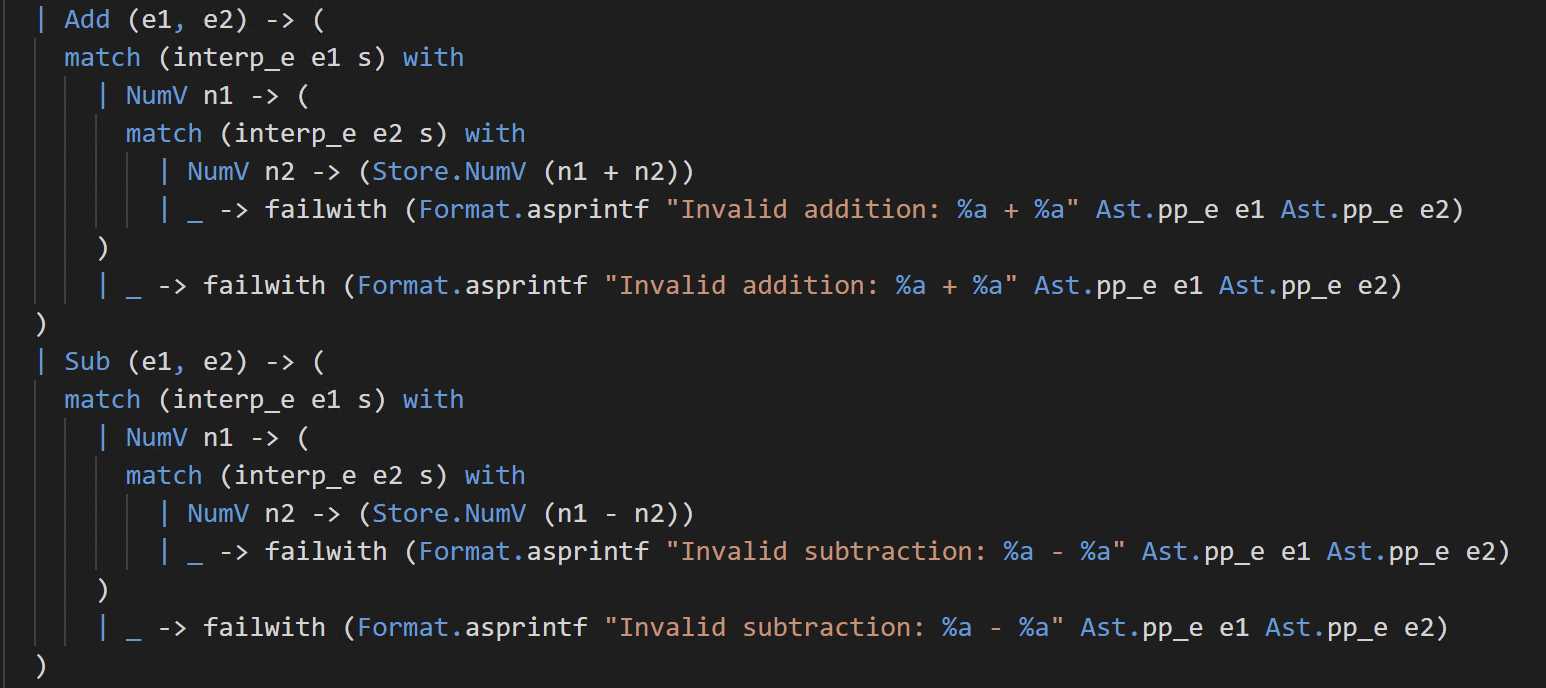 | Add (e1, e2) -> (
match (interp_e e1 s) with
| NumV n1 -> (
match (interp_e e2 s) with
| NumV n2 -> (Store.NumV (n1 + n2))
| _ -> failwith (Format.asprintf "Invalid addition: %a + %a" Ast.pp_e e1 Ast.pp_e e2)
)
| _ -> failwith (Format.asprintf "Invalid addition: %a + %a" Ast.pp_e e1 Ast.pp_e e2)
)
| Sub (e1, e2) -> (
match (interp_e e1 s) with
| NumV n1 -> (
match (interp_e e2 s) with
| NumV n2 -> (Store.NumV (n1 - n2))
| _ -> failwith (Format.asprintf "Invalid subtraction: %a - %a" Ast.pp_e e1 Ast.pp_e e2)
)
| _ -> failwith (Format.asprintf "Invalid subtraction: %a - %a" Ast.pp_e e1 Ast.pp_e e2)
)